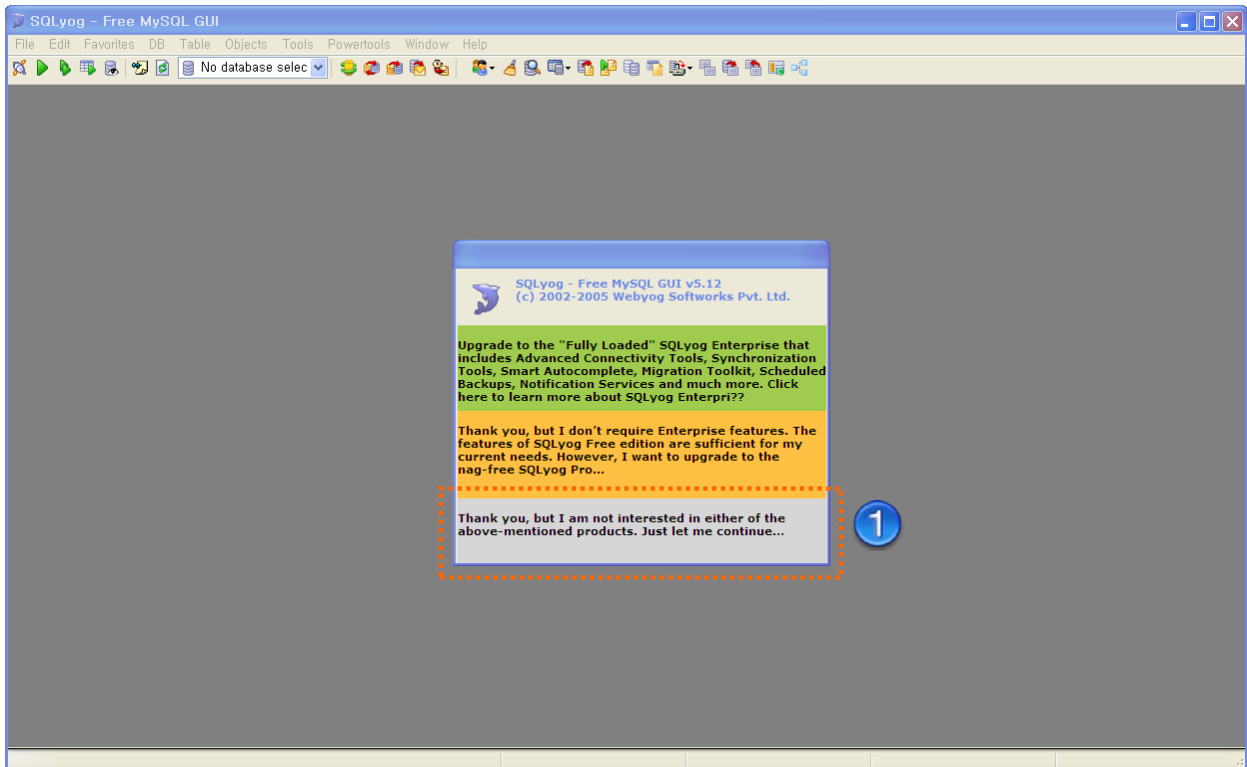 SQLyog - Free MySQL GUI
File Edit Favorites DB Table Objects Tools Powertools Window Help
No database selec
SQLyog - Free MySQL GUI v5.12
(c) 2002-2005 Webyog Softworks Pvt. Ltd.
Upgrade to the "Fully Loaded" SQLyog Enterprise that
includes Advanced Connectivity Tools, Synchronization
Tools, Smart Autocomplete, Migration Toolkit, Scheduled
Backups, Notification Services and much more. Click
here to learn more about SQLyog Enterpri??
Thank you, but I don't require Enterprise features. The
features of SQLyog Free edition are sufficient for my
current needs. However, I want to upgrade to the
nag-free SQLyog Pro...
Thank you, but I am not interested in either of the
above-mentioned products. Just let me continue...
1